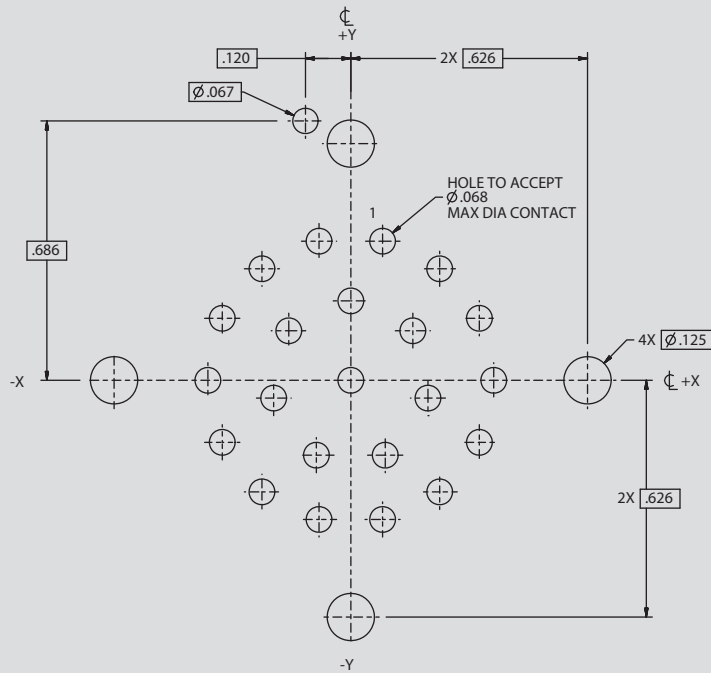 ℄
+Y
.120
2X .626
Ø.067
HOLE TO ACCEPT
Ø.068
MAX DIA CONTACT
1
.686
4X Ø.125
-X
℄ +X
2X .626
-Y